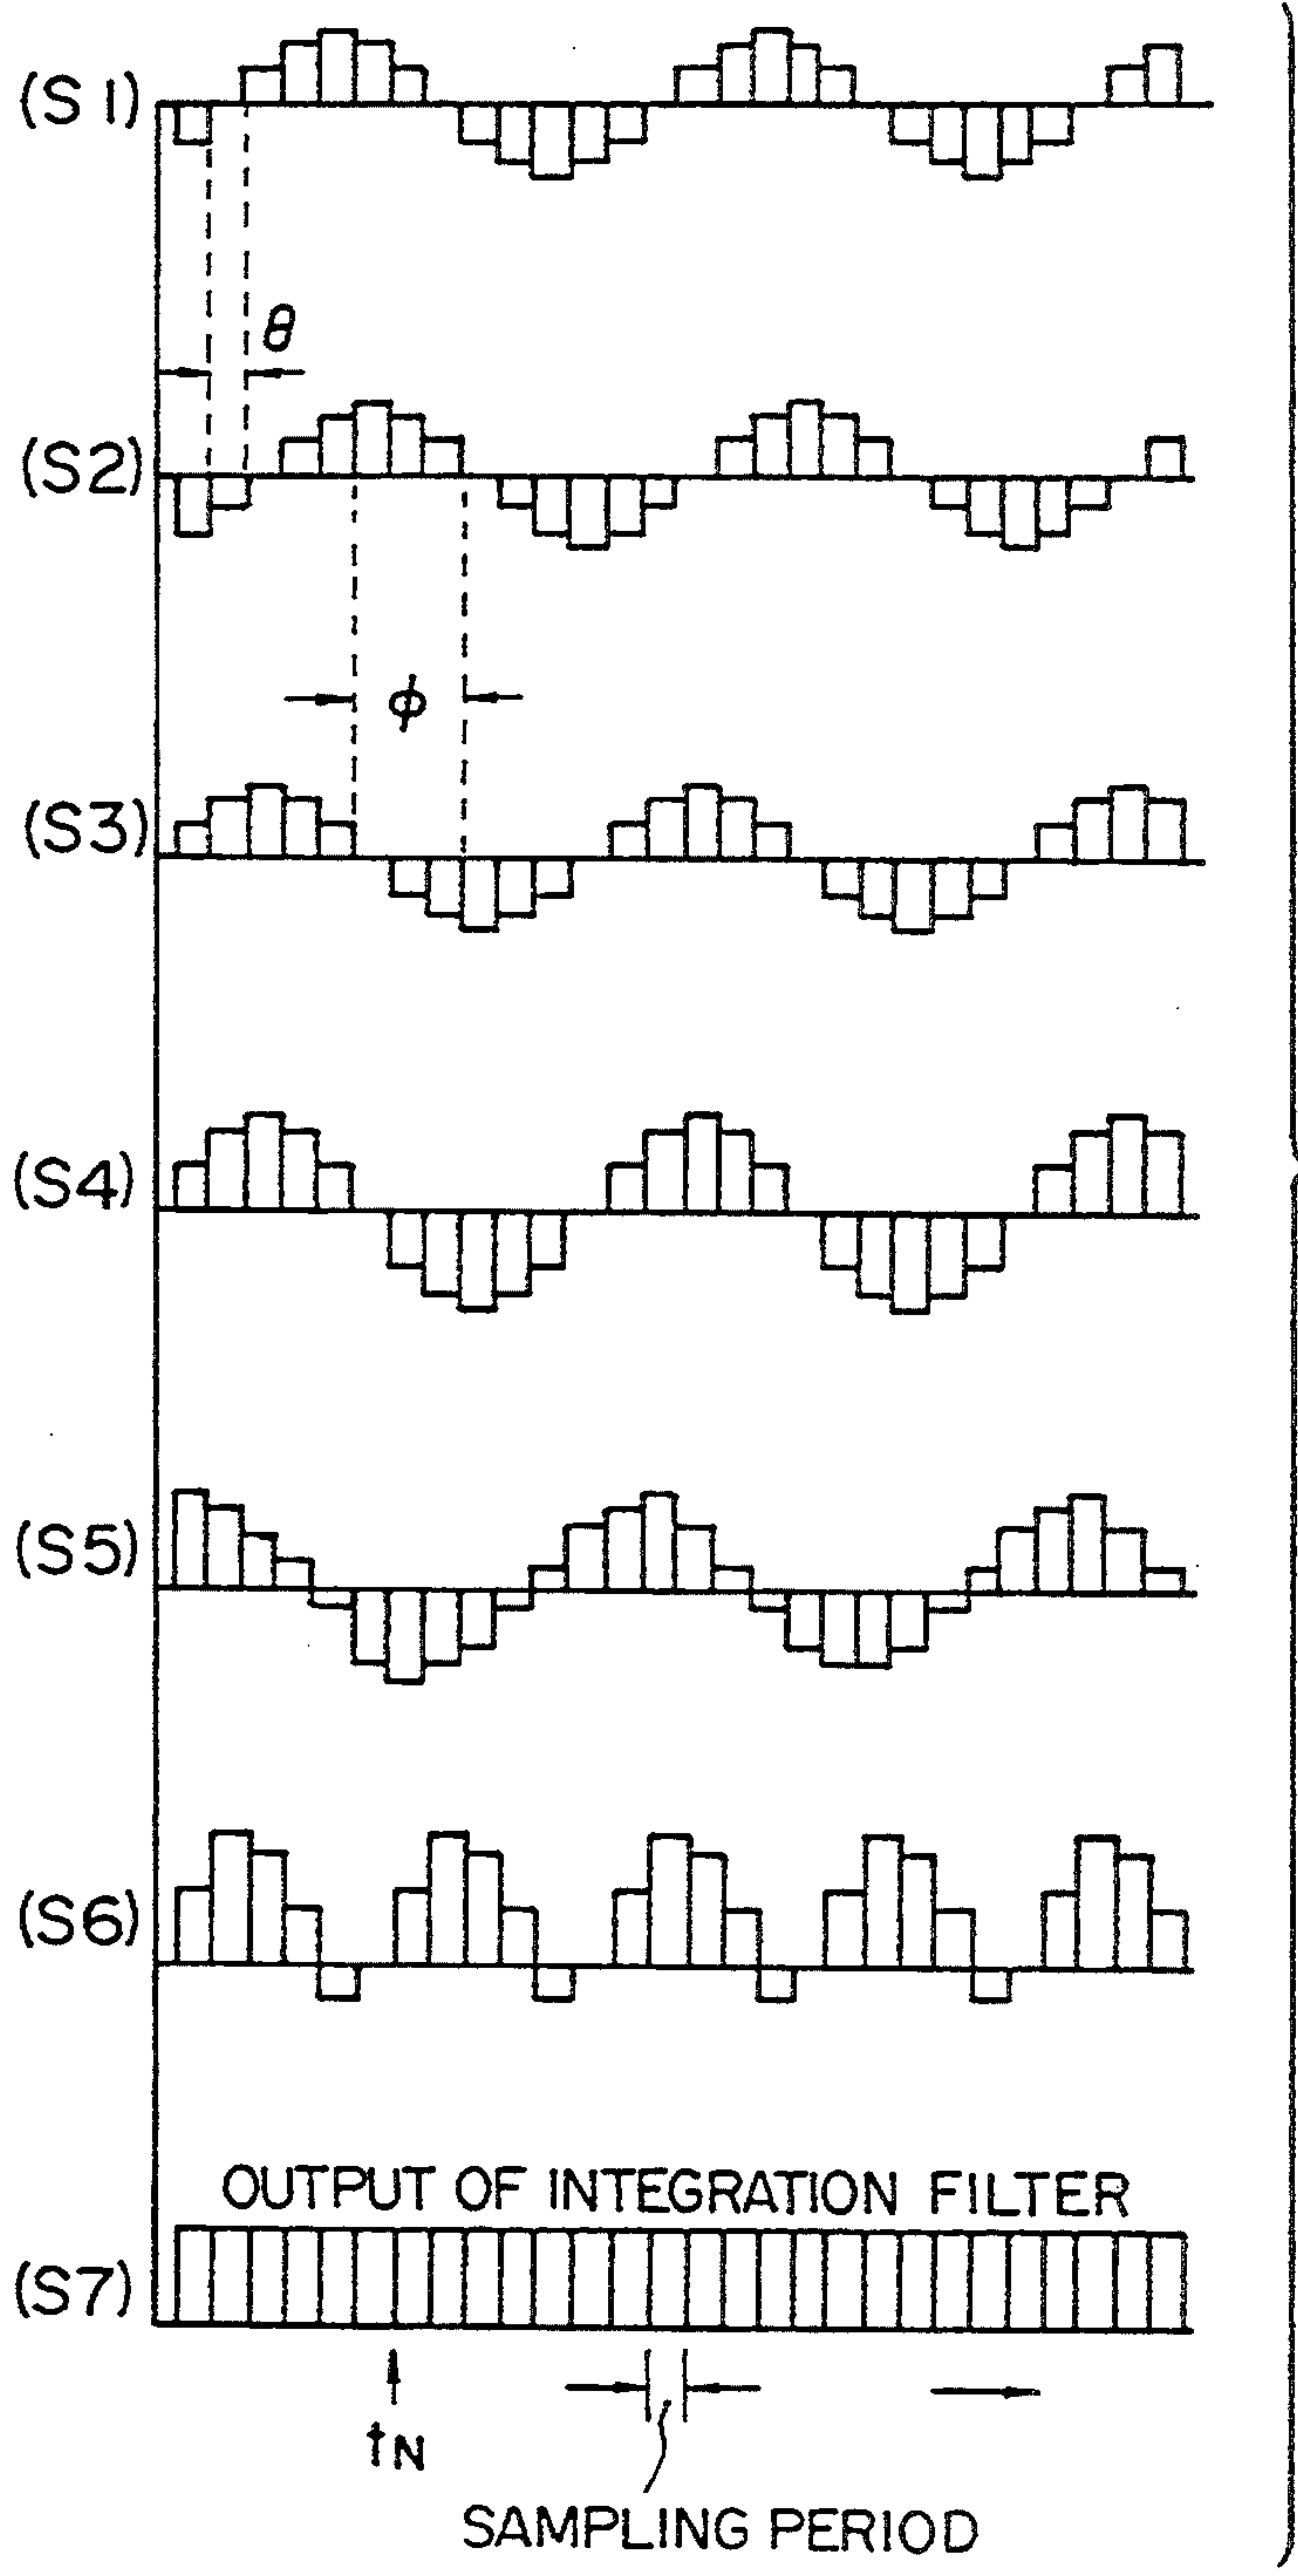 (S1)
θ
(S2)
φ
(S3)
(S4)
(S5)
(S6)
OUTPUT OF INTEGRATION FILTER
(S7)
tN
SAMPLING PERIOD